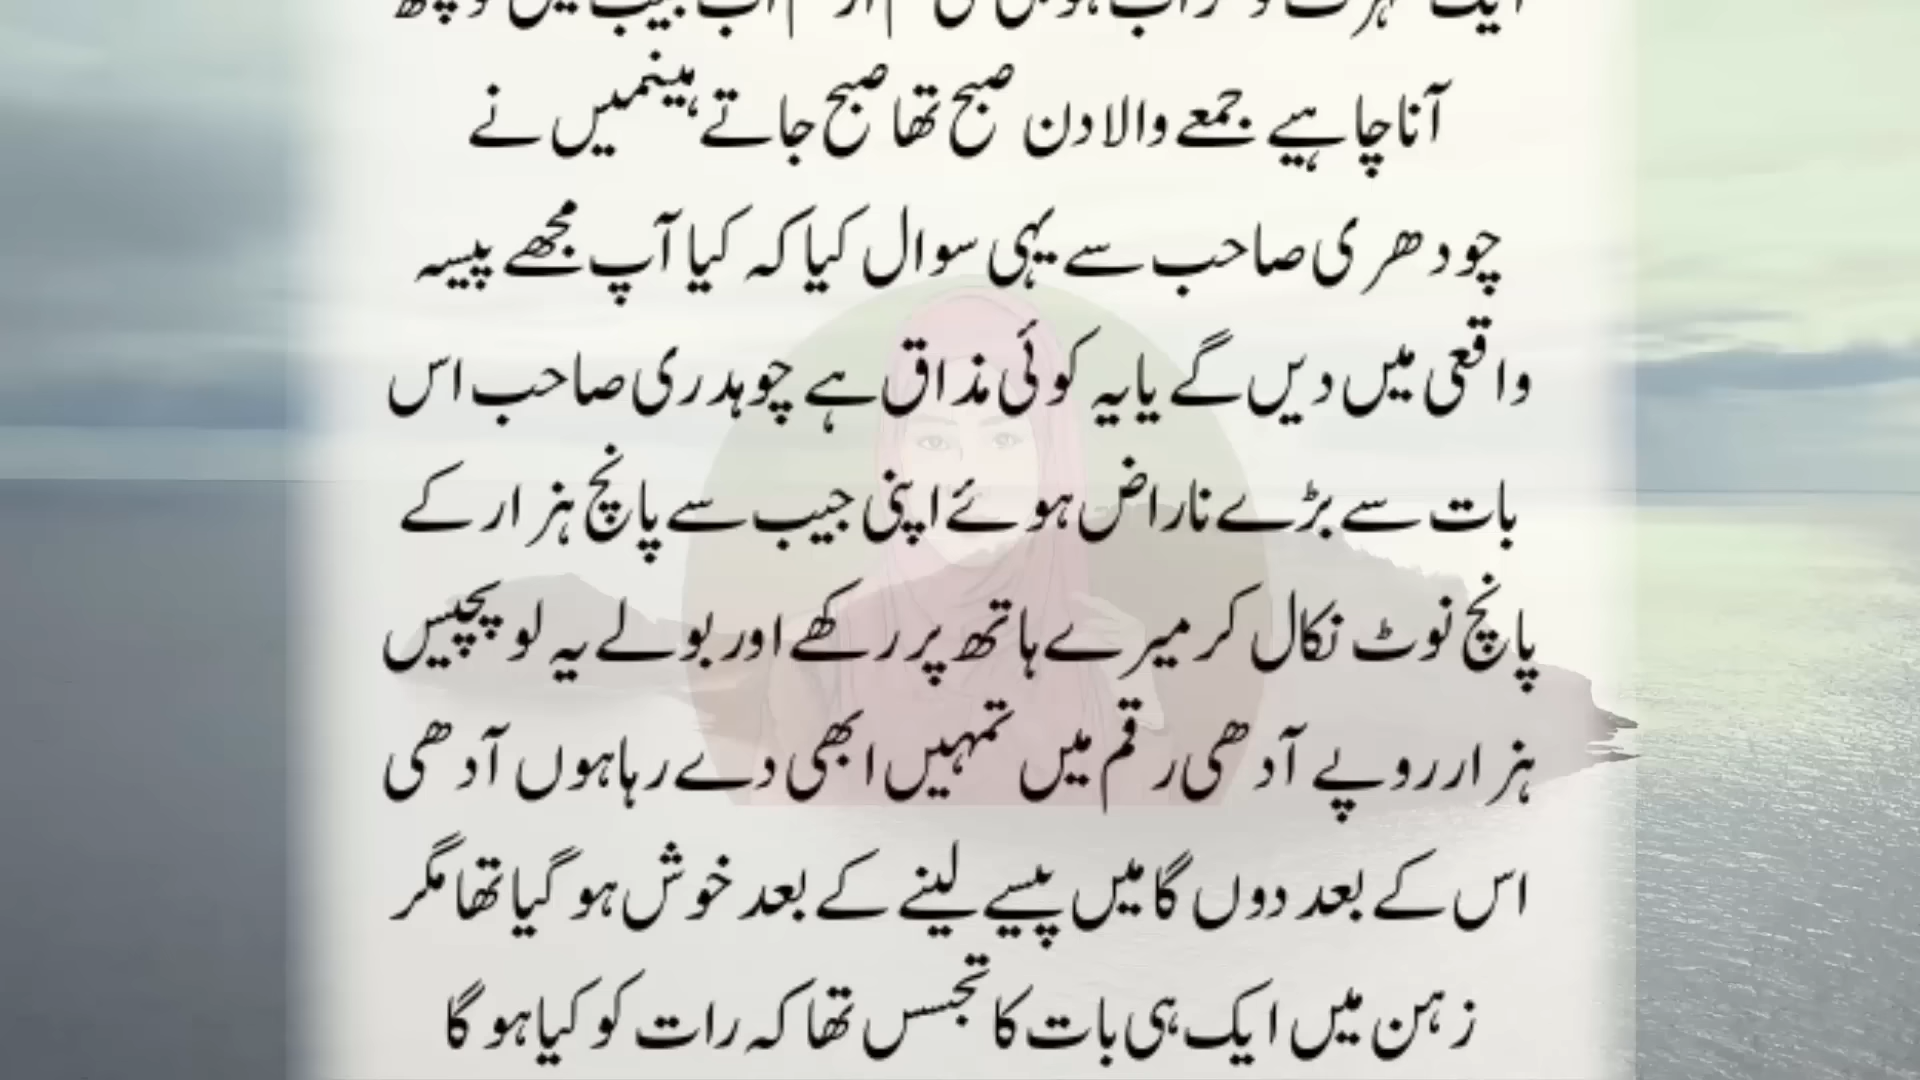 آنا چاہیے جمعے والا دن صبح تھا صبح جاتے ہینمیں نے
چودھری صاحب سے یہی سوال کیا کہ کیا آپ مجھے پیسہ
واقعی میں دیں گے یا یہ کوئی مذاق ہے چوہدری صاحب اس
بات سے بڑے ناراض ہوئے اپنی جیب سے پانچ ہزار کے
پانچ نوٹ نکال کر میرے ہاتھ پر رکھے اور بولے یہ لو پچیس
ہزار روپے آدھی رقم میں تمہیں ابھی دے رہا ہوں آدھی
اس کے بعد دوں گا میں پیسے لینے کے بعد خوش ہو گیا تھا مگر
زہن میں ایک ہی بات کا تجسس تھا کہ رات کو کیا ہو گا